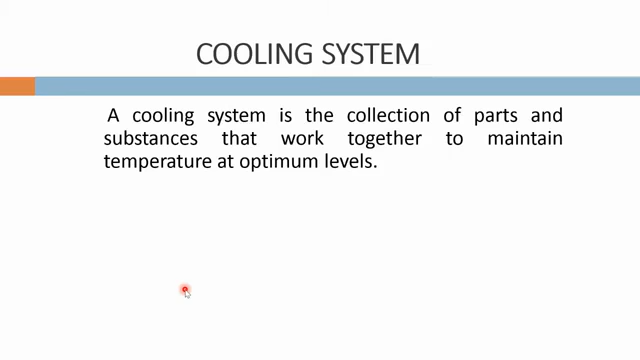 COOLING SYSTEM
A cooling system is the collection of parts and
substances that work together to maintain
temperature at optimum levels.